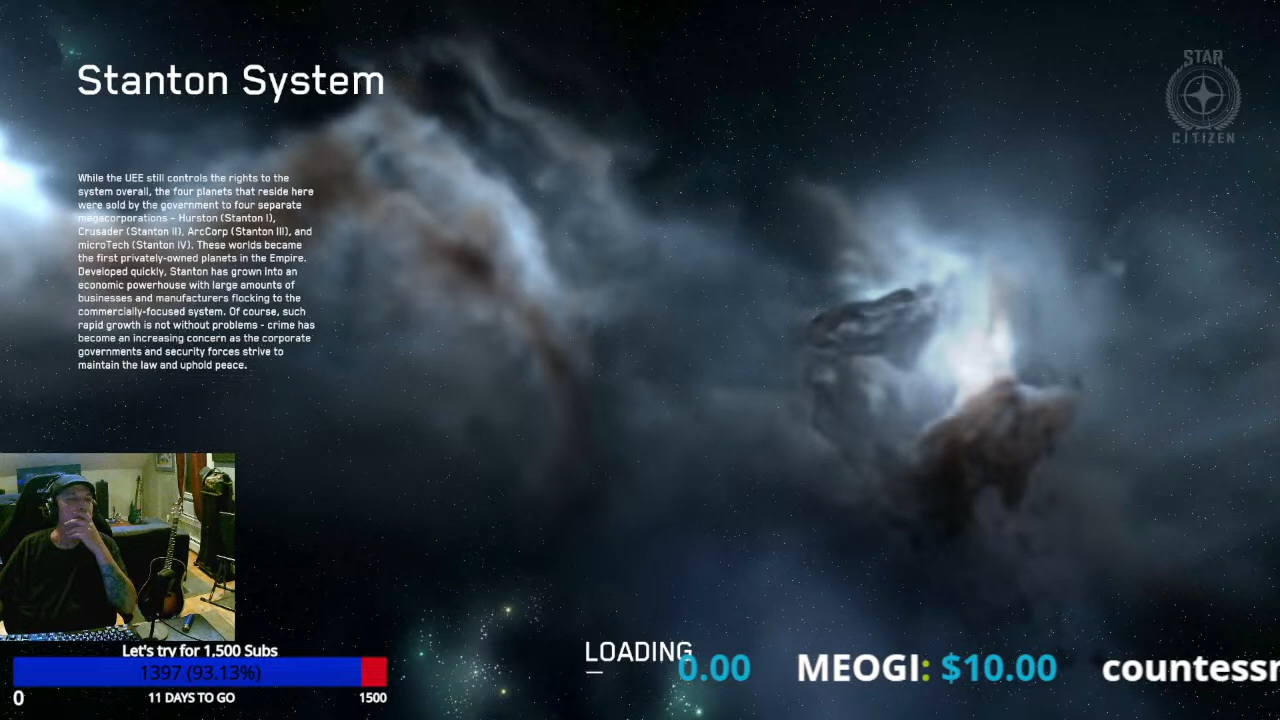 Stanton System
STAR
CITIZEN
While the UEE still controls the rights to the
system overall, the four planets that reside here
were sold by the government to four separate
megacorporations - Hurston (Stanton I),
Crusader (Stanton II), ArcCorp (Stanton III), and
microTech (Stanton IV). These worlds became
the first privately-owned planets in the Empire.
Developed quickly, Stanton has grown into an
economic powerhouse with large amounts of
businesses and manufacturers flocking to the
commercially-focused system. Of course, such
rapid growth is not without problems - crime has
become an increasing concern as the corporate
governments and security forces strive to
maintain the law and uphold peace.
Let's try for 1,500 Subs
1397 (93.13%)
0 11 DAYS TO GO 1500
LOADING
0.00 MEOGI: $10.00 countess